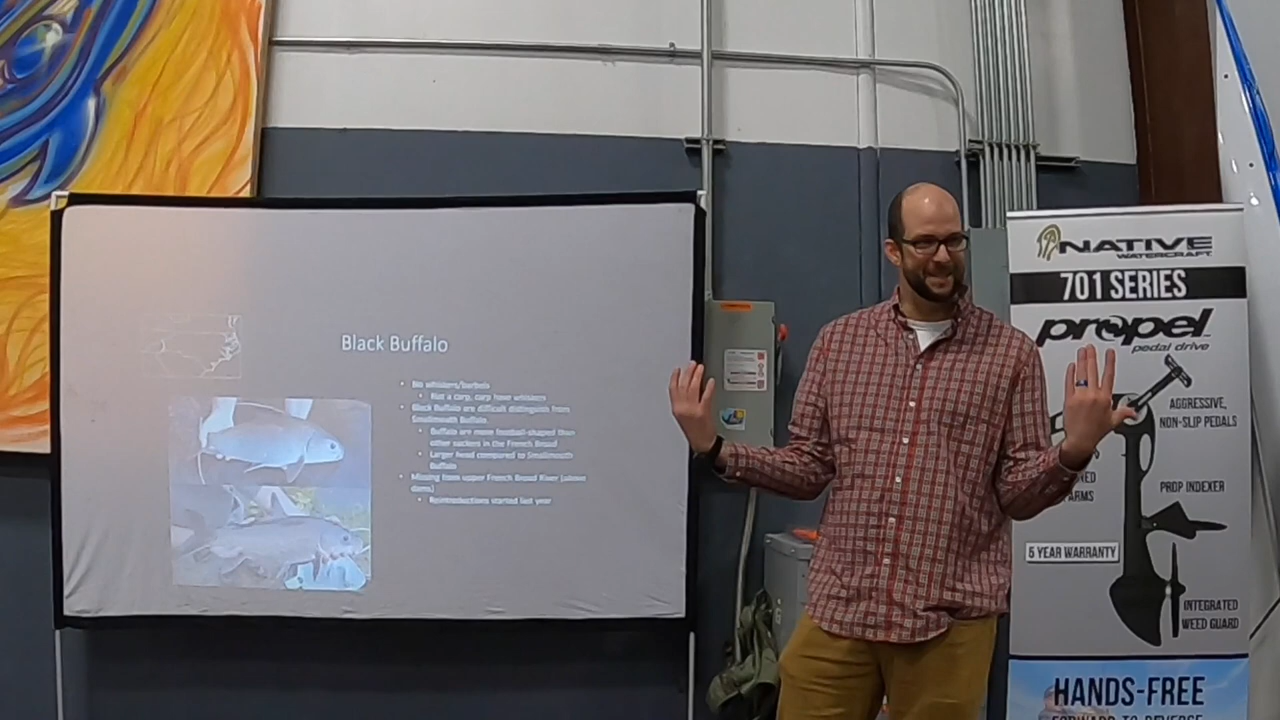 Black Buffalo
No whiskers/barbels
Not a carp, carp have whiskers
Black Buffalo are difficult distinguish from
Smallmouth Buffalo
Buffalo are more football-shaped than
other suckers in the French Broad
Larger head compared to Smallmouth
Buffalo
Missing from upper French Broad River (above
dams)
Reintroductions started last year
NATIVE
WATERCRAFT
701 SERIES
propel
pedal drive
AGGRESSIVE,
NON-SLIP PEDALS
PROP INDEXER
5 YEAR WARRANTY
INTEGRATED
WEED GUARD
HANDS-FREE
FORWARD TO REVERSE